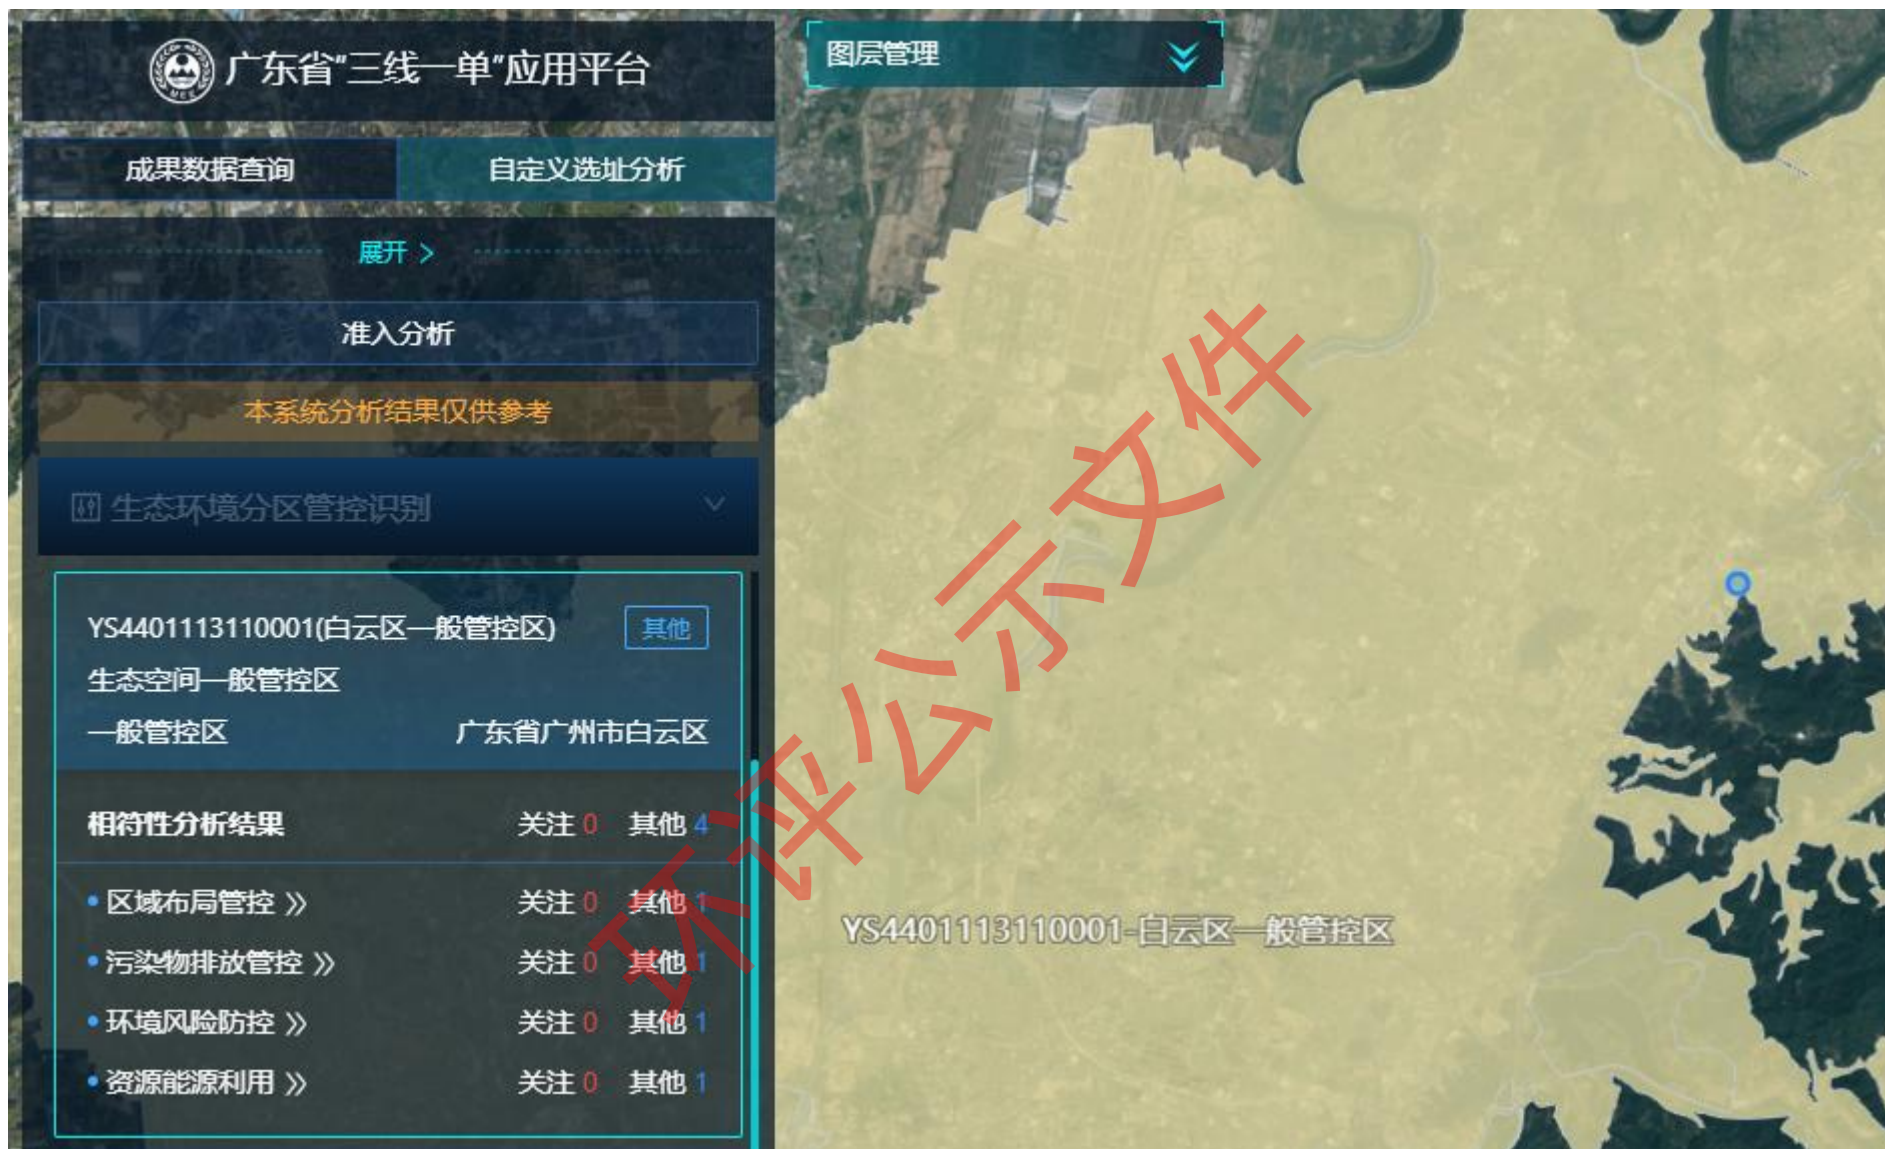 广东省"三线一单"应用平台
图层管理
成果数据查询 自定义选址分析
展开 >
准入分析
本系统分析结果仅供参考
生态环境分区管控识别
YS4401113110001(白云区一般管控区) 其他
生态空间一般管控区
一般管控区 广东省广州市白云区
相符性分析结果 关注 0 其他 4
区域布局管控 关注 0 其他 1
污染物排放管控 关注 0 其他 1
环境风险防控 关注 0 其他 1
资源能源利用 关注 0 其他 1
YS4401113110001-白云区一般管控区
环评公示文件